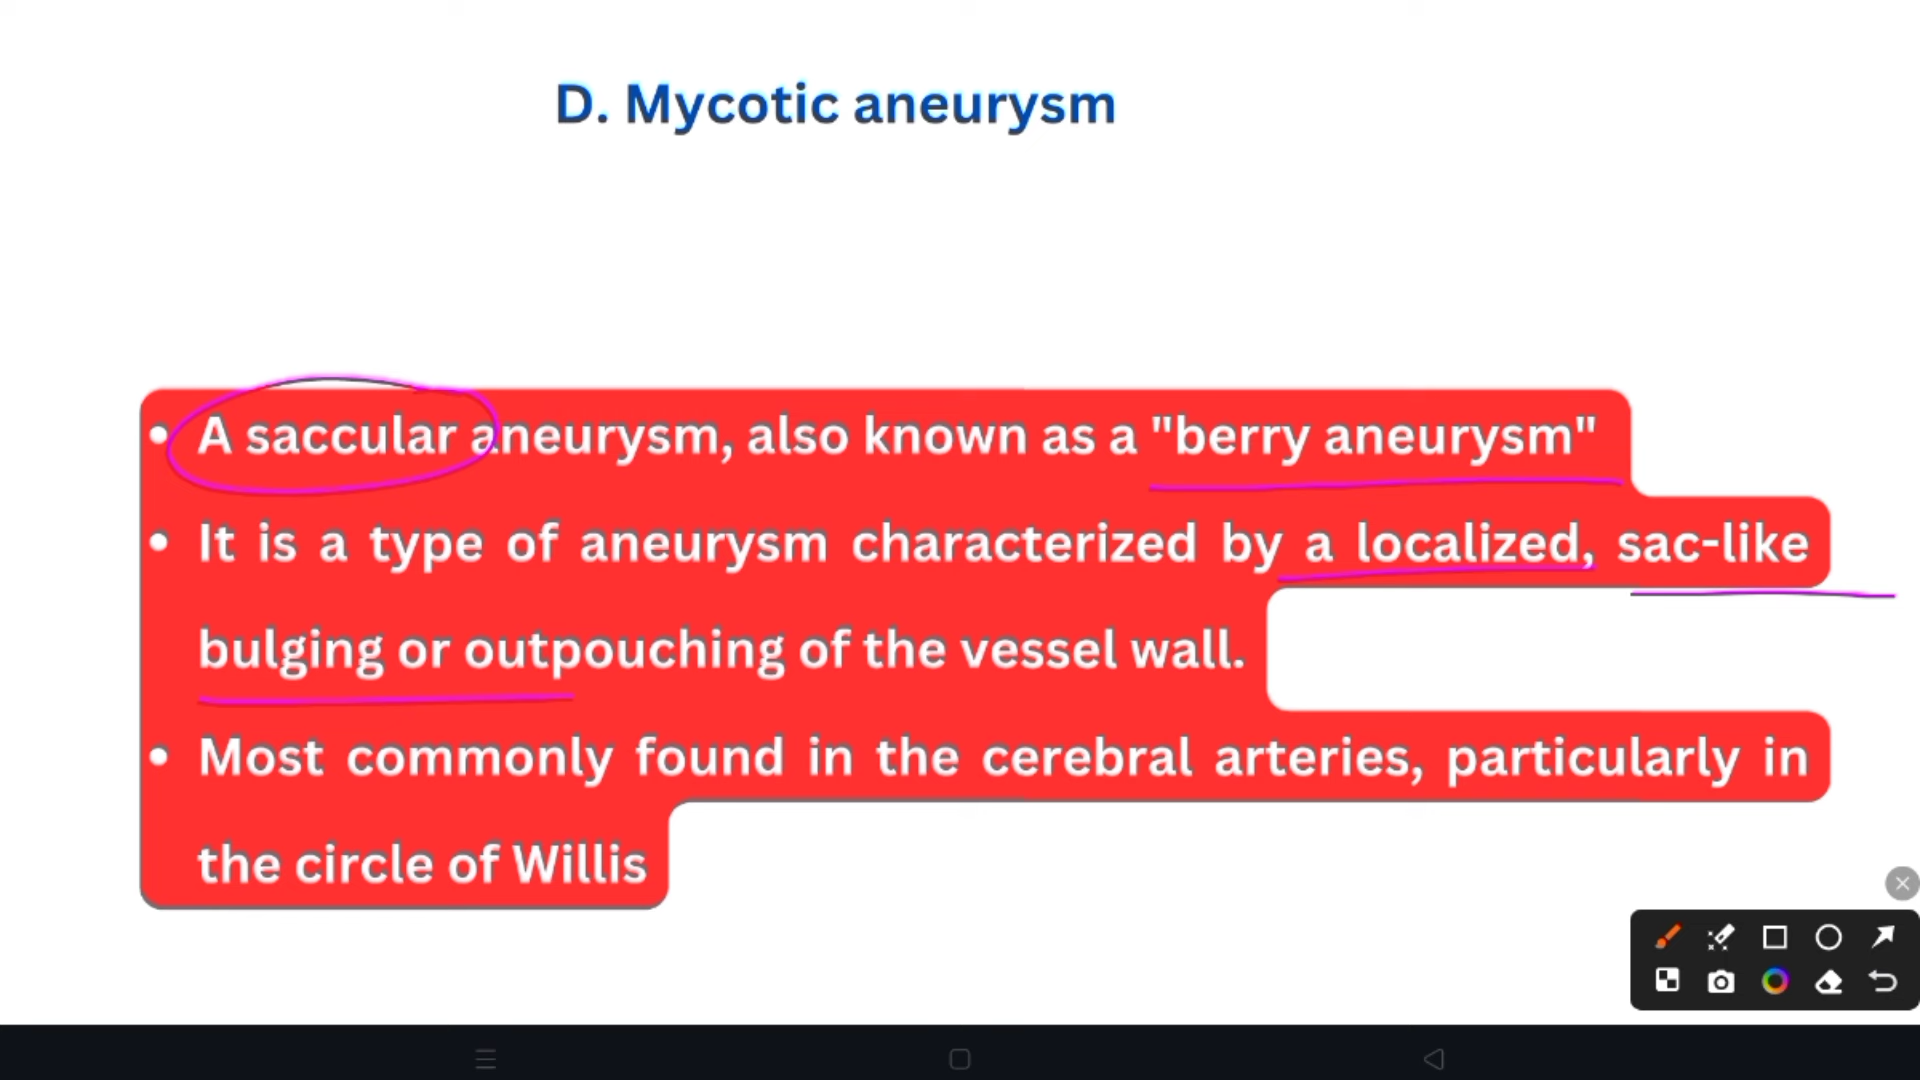 D. Mycotic aneurysm
• A saccular aneurysm, also known as a "berry aneurysm"
• It is a type of aneurysm characterized by a localized, sac-like
bulging or outpouching of the vessel wall.
• Most commonly found in the cerebral arteries, particularly in
the circle of Willis